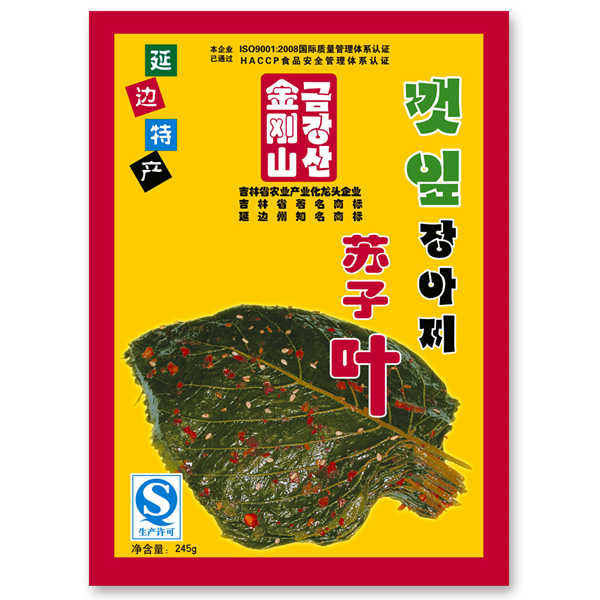 本企业已通过
ISO9001:2008国际质量管理体系认证
HACCP食品安全管理体系认证
延边特产
金刚山
금강산
吉林省农业产业化龙头企业
吉林省著名商标
延边州知名商标
깻잎장아찌
苏子叶
S
生产许可
净含量：245g